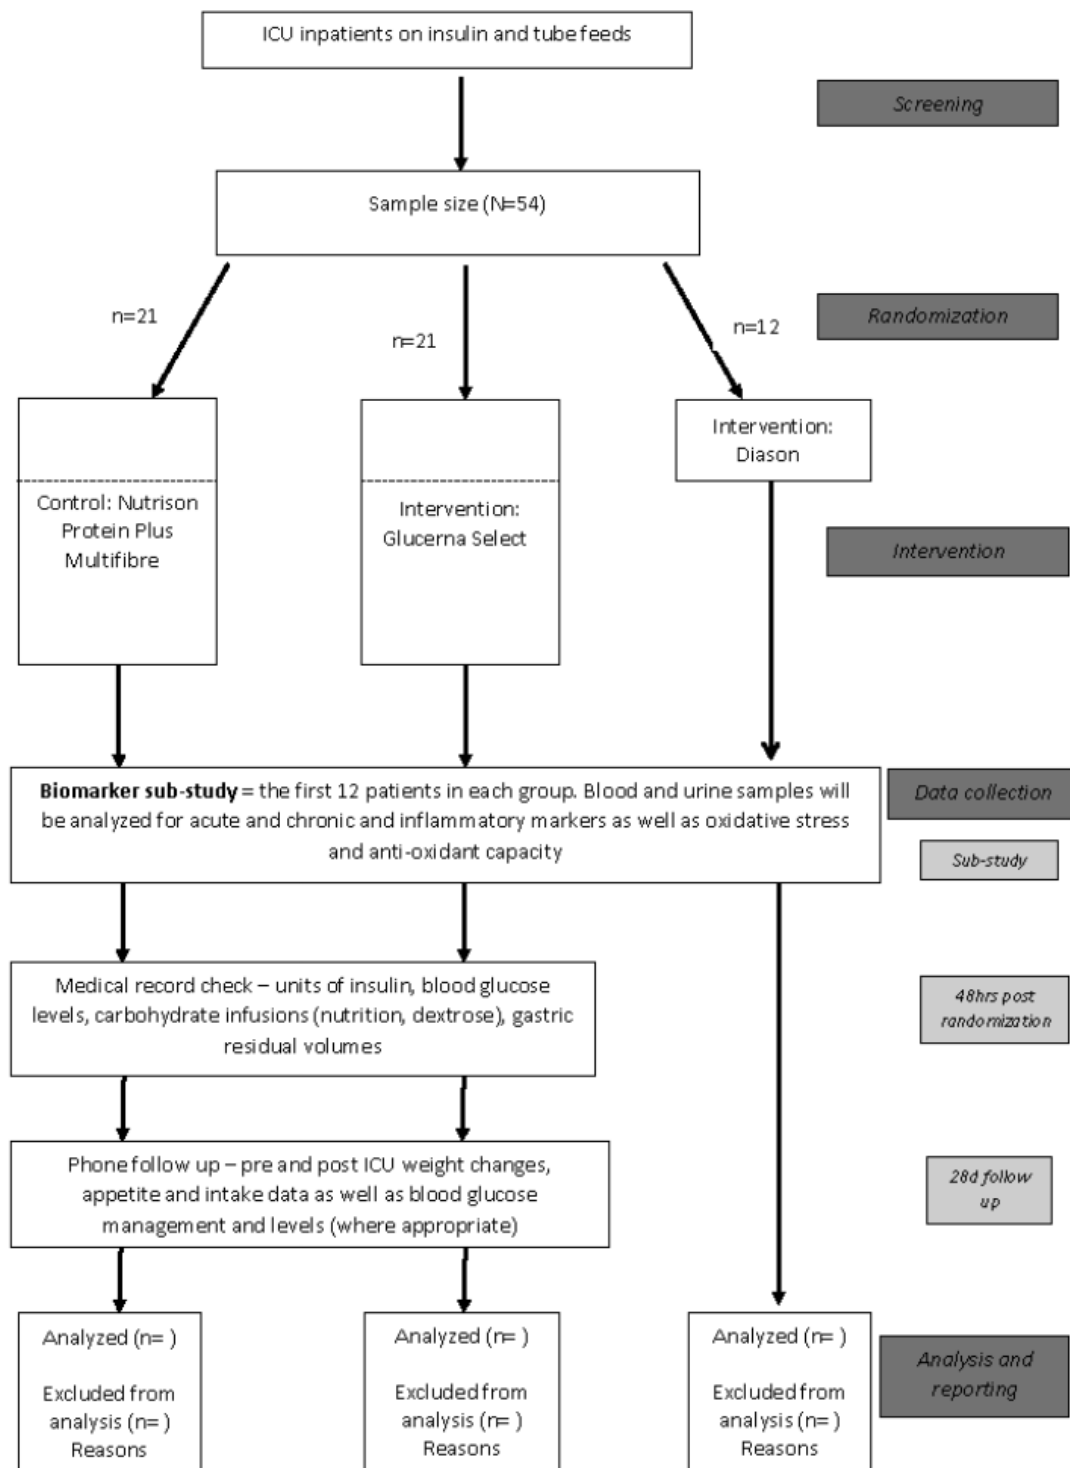 ICU inpatients on insulin and tube feeds
Screening
Sample size (N=54)
n=21
n=21
n=12
Randomization
Control: Nutrison
Protein Plus
Multifibre
Intervention:
Glucerna Select
Intervention:
Diason
Intervention
Biomarker sub-study = the first 12 patients in each group. Blood and urine samples will
be analyzed for acute and chronic and inflammatory markers as well as oxidative stress
and anti-oxidant capacity
Data collection
Sub-study
Medical record check – units of insulin, blood glucose
levels, carbohydrate infusions (nutrition, dextrose), gastric
residual volumes
48hrs post
randomization
Phone follow up – pre and post ICU weight changes,
appetite and intake data as well as blood glucose
management and levels (where appropriate)
28d follow
up
Analyzed (n= )
Excluded from
analysis (n= )
Reasons
Analyzed (n= )
Excluded from
analysis (n= )
Reasons
Analyzed (n= )
Excluded from
analysis (n= )
Reasons
Analysis and
reporting